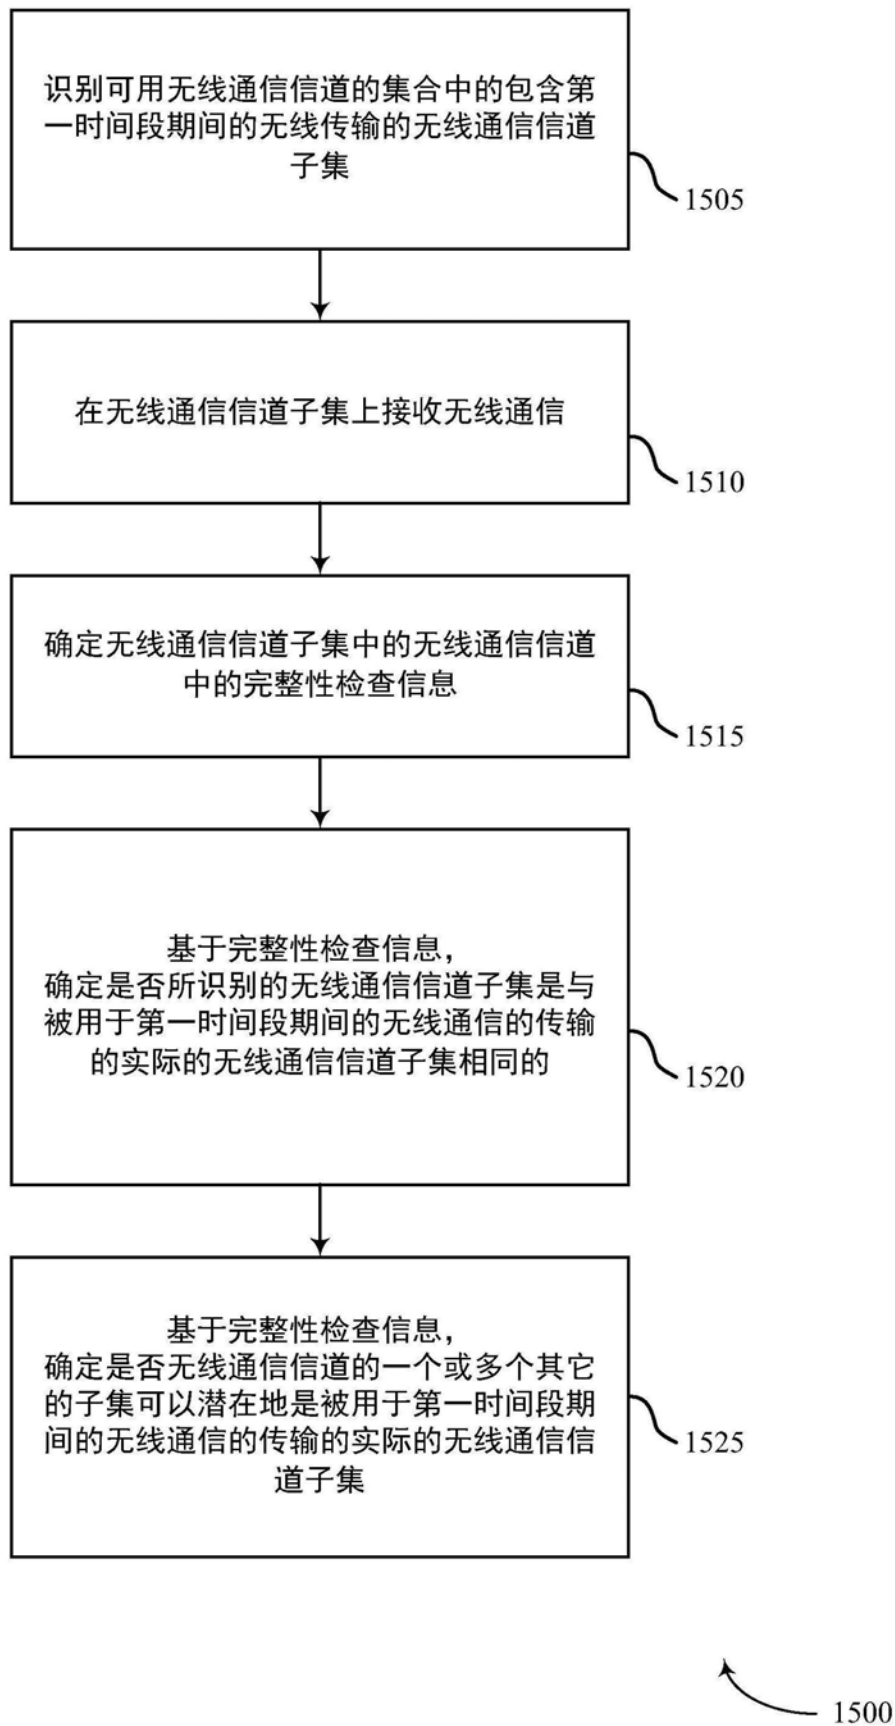 识别可用无线通信信道的集合中的包含第
一时间段期间的无线传输的无线通信信道
子集
1505
在无线通信信道子集上接收无线通信
1510
确定无线通信信道子集中的无线通信信道
中的完整性检查信息
1515
基于完整性检查信息，
确定是否所识别的无线通信信道子集是与
被用于第一时间段期间的无线通信的传输
的实际的无线通信信道子集相同的
1520
基于完整性检查信息，
确定是否无线通信信道的一个或多个其它
的子集可以潜在地是被用于第一时间段期
间的无线通信的传输的实际的无线通信信
道子集
1525
1500